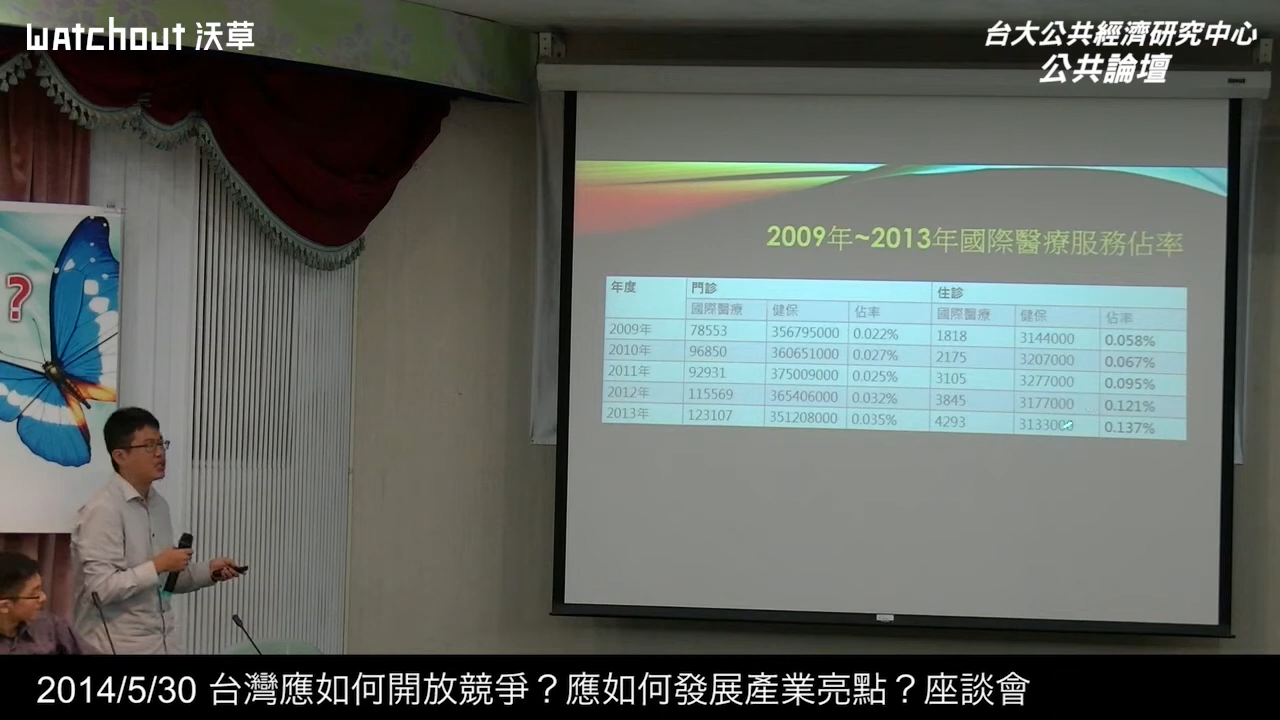 watchout 沃草
台大公共經濟研究中心
公共論壇
?
2009年~2013年國際醫療服務佔率
年度 門診 住診
國際醫療 健保 佔率 國際醫療 健保 佔率
2009年 78553 356795000 0.022% 1818 3144000 0.058%
2010年 96850 360651000 0.027% 2175 3207000 0.067%
2011年 92931 375009000 0.025% 3105 3277000 0.095%
2012年 115569 365406000 0.032% 3845 3177000 0.121%
2013年 123107 351208000 0.035% 4293 3133000 0.137%
2014/5/30 台灣應如何開放競爭？應如何發展產業亮點？座談會